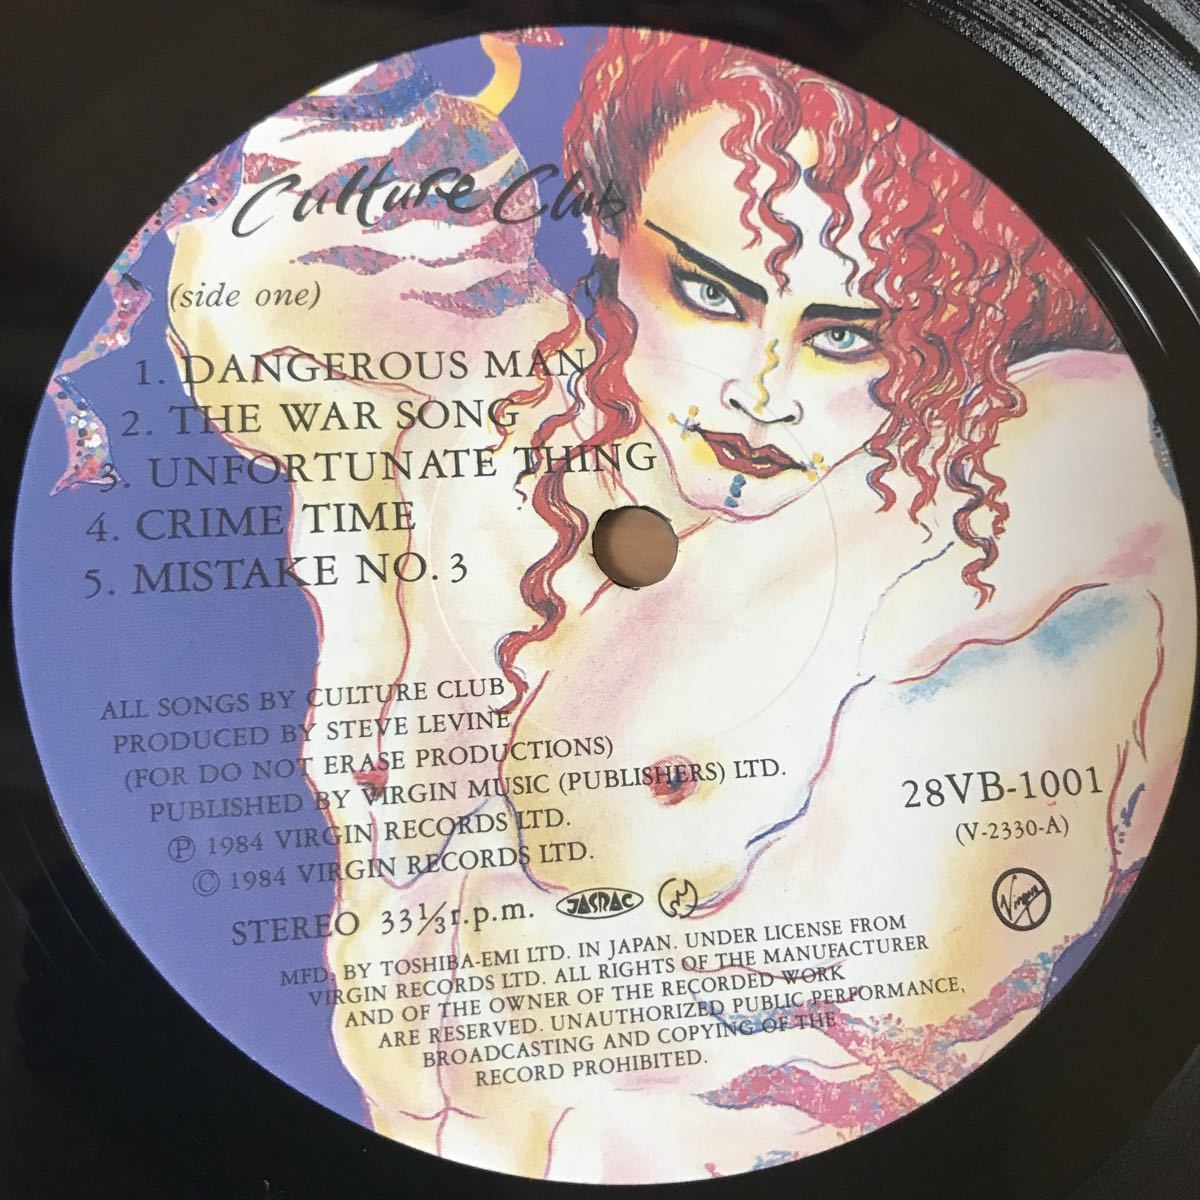 Culture Club
(side one)
1. DANGEROUS MAN
2. THE WAR SONG
3. UNFORTUNATE THING
4. CRIME TIME
5. MISTAKE NO. 3
ALL SONGS BY CULTURE CLUB
PRODUCED BY STEVE LEVINE
(FOR DO NOT ERASE PRODUCTIONS)
PUBLISHED BY VIRGIN MUSIC (PUBLISHERS) LTD.
℗ 1984 VIRGIN RECORDS LTD.
© 1984 VIRGIN RECORDS LTD.
28VB-1001
(V-2330-A)
STEREO 33⅓ r.p.m. JASRAC
Virgin
MFD. BY TOSHIBA-EMI LTD. IN JAPAN. UNDER LICENSE FROM
VIRGIN RECORDS LTD. ALL RIGHTS OF THE MANUFACTURER
AND OF THE OWNER OF THE RECORDED WORK
ARE RESERVED. UNAUTHORIZED PUBLIC PERFORMANCE,
BROADCASTING AND COPYING OF THE
RECORD PROHIBITED.